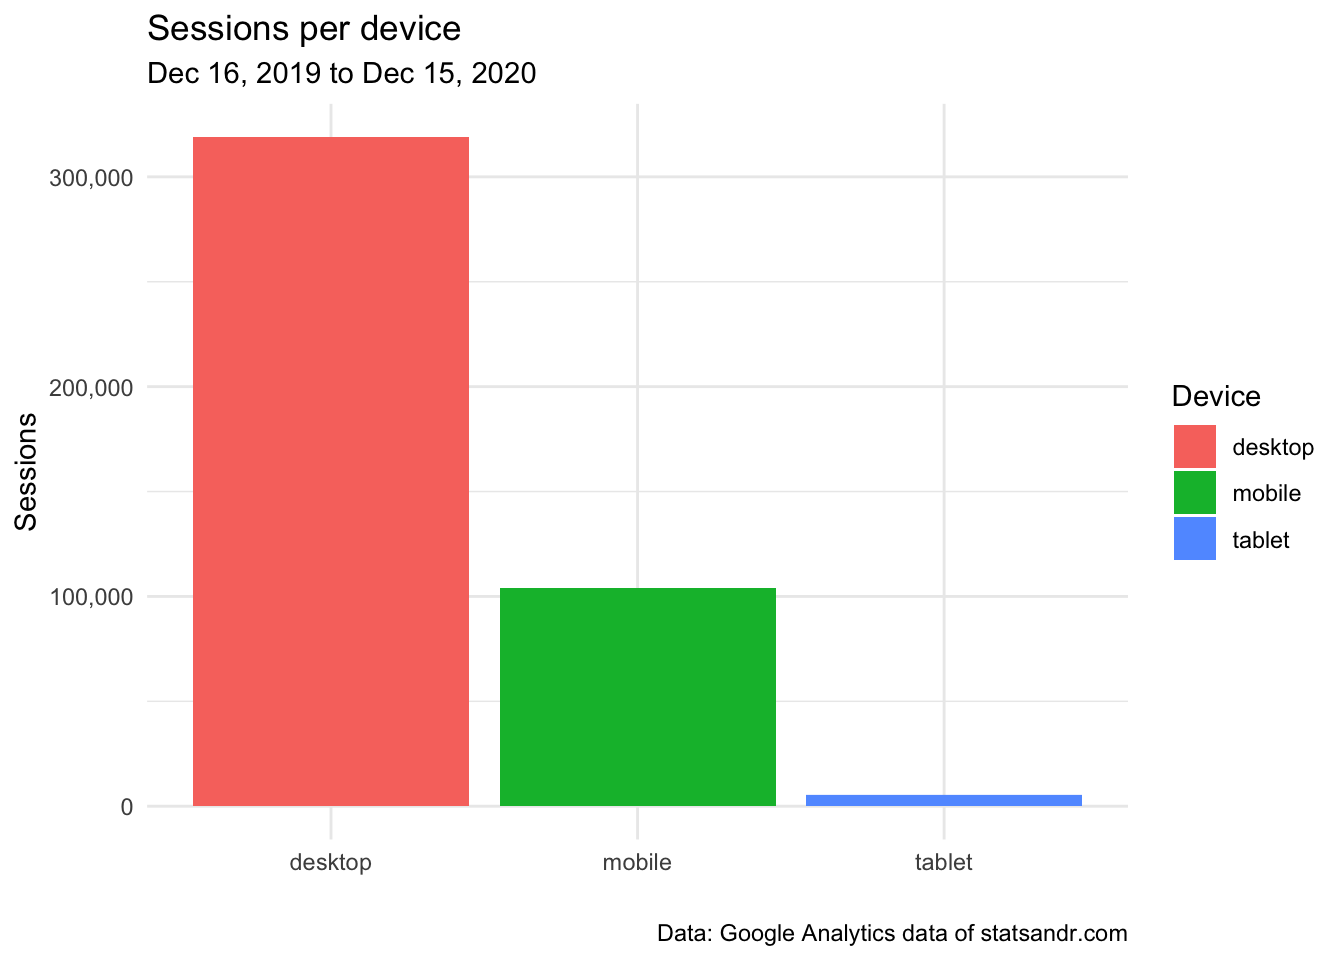 Sessions per device
Dec 16, 2019 to Dec 15, 2020
Sessions
300,000
200,000
100,000
0
desktop
mobile
tablet
Device
desktop
mobile
tablet
Data: Google Analytics data of statsandr.com